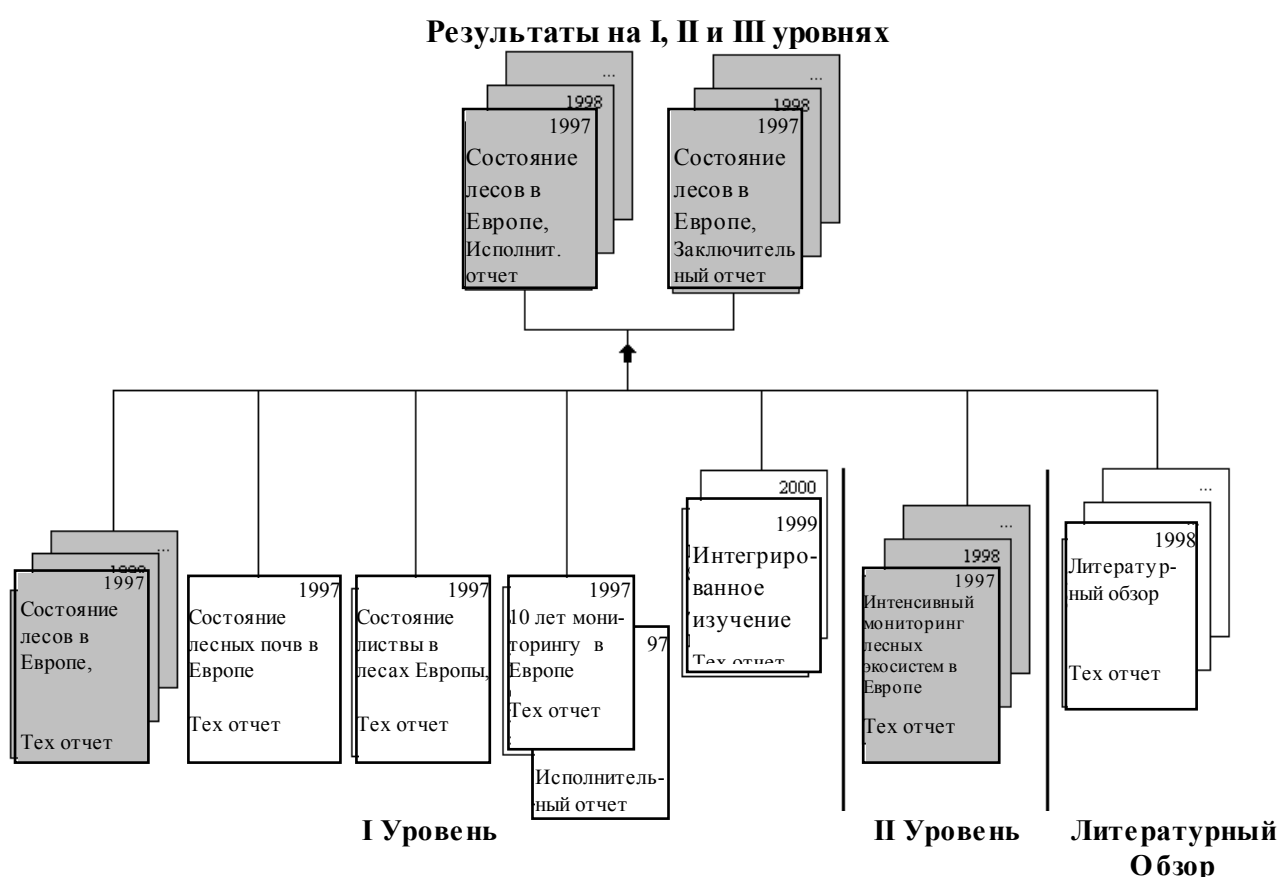 Результаты на I, II и III уровнях
...
1998
1997
Состояние
лесов в
Европе,
Исполнит.
отчет
...
1998
1997
Состояние
лесов в
Европе,
Заключитель
ный отчет
...
1998
1997
Состояние
лесов в
Европе,
Тех отчет
1997
Состояние
лесных почв в
Европе
Тех отчет
1997
Состояние
листвы в
лесах Европы,
Тех отчет
1997
10 лет мони-
торингу в
Европе
Тех отчет
97
Исполнитель-
ный отчет
2000
1999
Интегриро-
ванное
изучение
Тех отчет
...
1998
1997
Интенсивный
мониторинг
лесных
экосистем в
Европе
Тех отчет
...
...
1998
Литератур-
ный обзор
Тех отчет
I Уровень
II Уровень
Литературный
Обзор